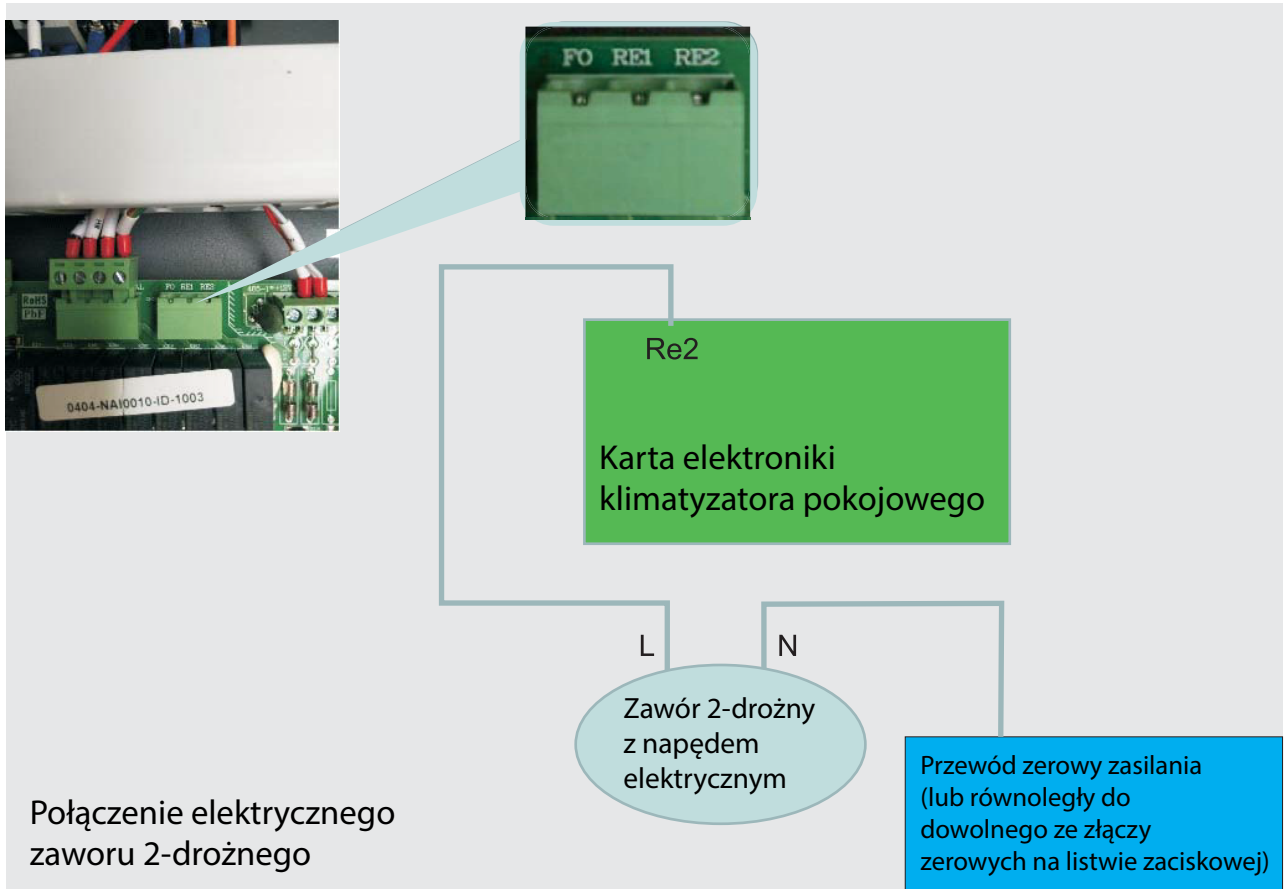 FO RE1 RE2
AL FO RE1 RE2
RoHS
PbF
0404-NAI0010-ID-1003
Re2
Karta elektroniki
klimatyzatora pokojowego
L N
Zawór 2-drożny
z napędem
elektrycznym
Przewód zerowy zasilania
(lub równoległy do
dowolnego ze złączy
zerowych na listwie zaciskowej)
Połączenie elektrycznego
zaworu 2-drożnego